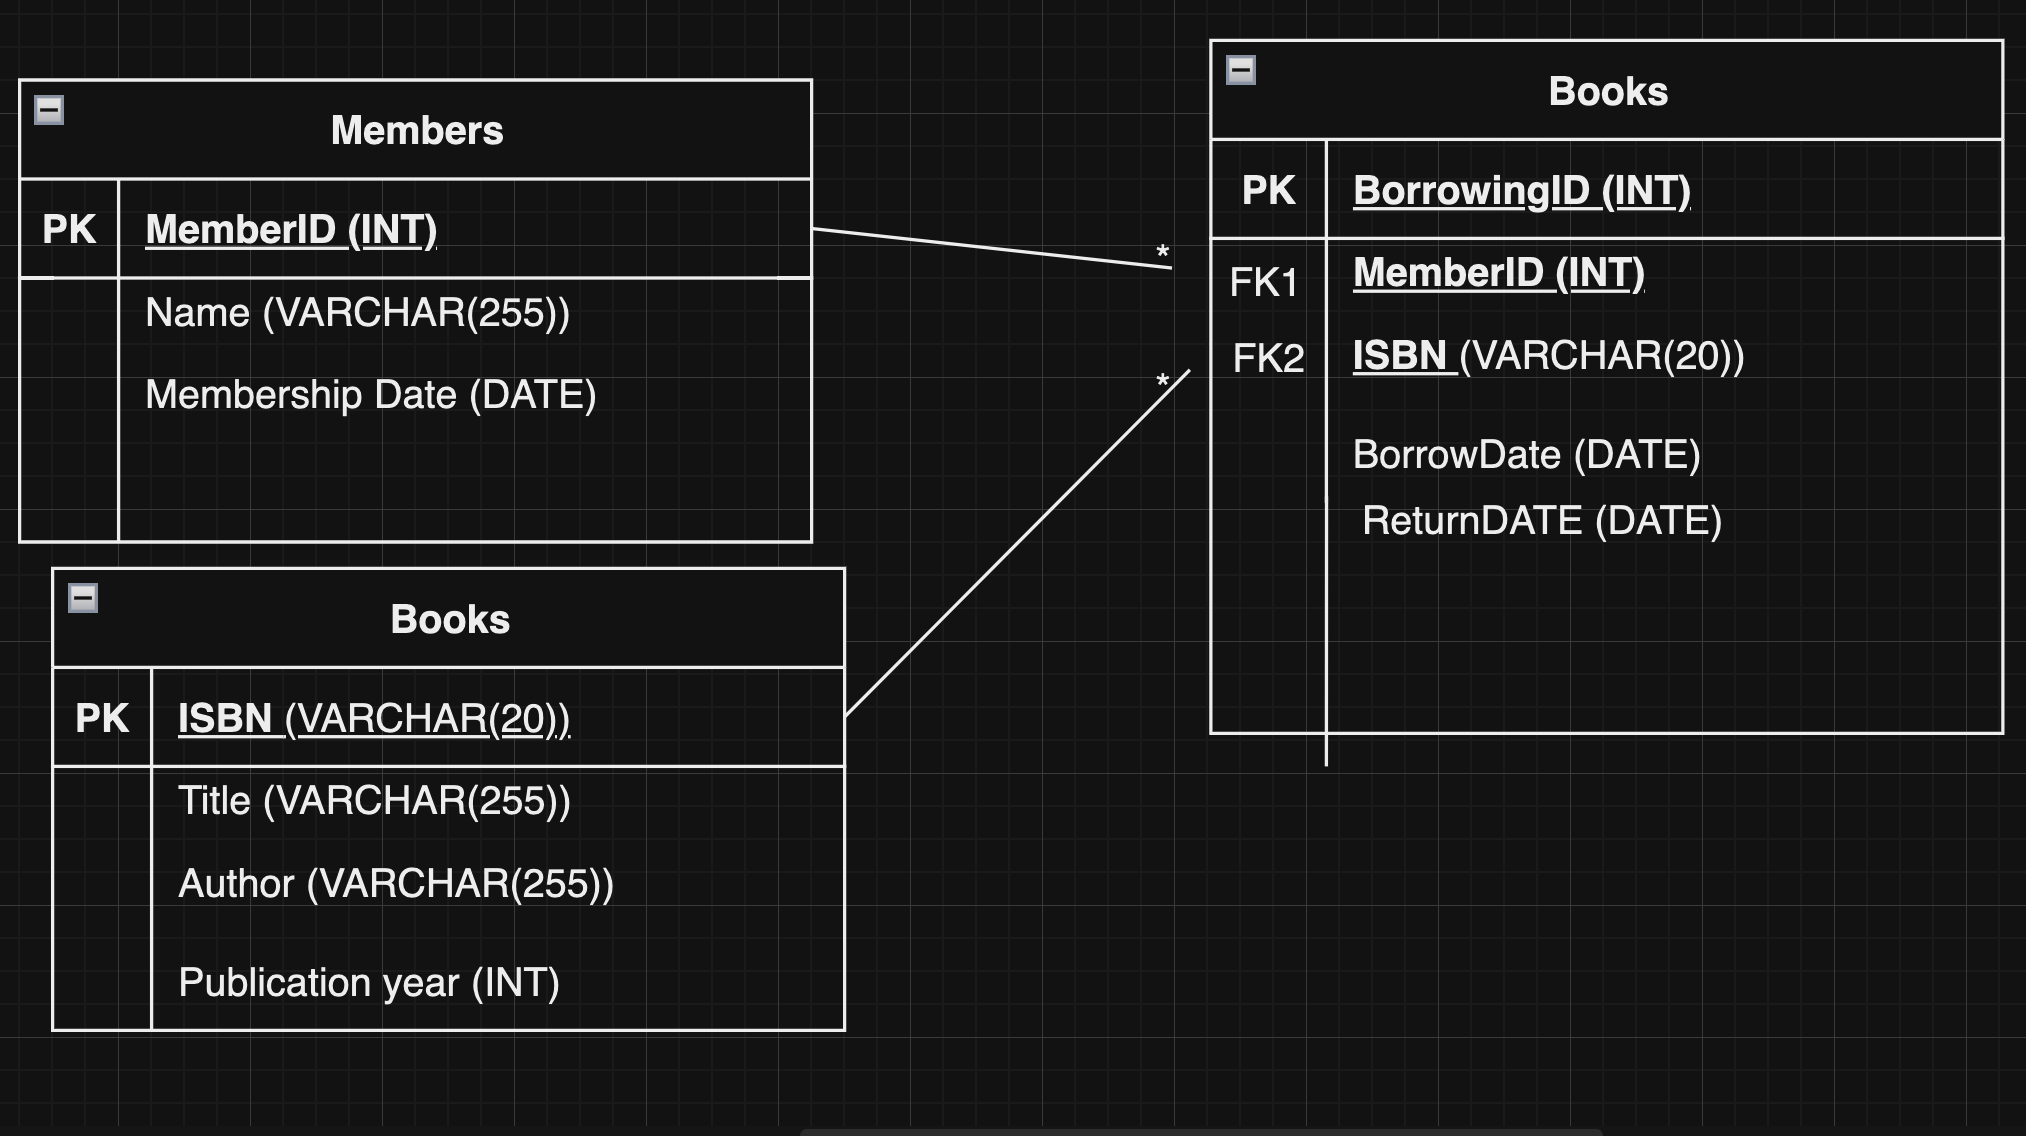 Members
PK MemberID (INT)
Name (VARCHAR(255))
Membership Date (DATE)
Books
PK ISBN (VARCHAR(20))
Title (VARCHAR(255))
Author (VARCHAR(255))
Publication year (INT)
*
*
Books
PK BorrowingID (INT)
FK1 MemberID (INT)
FK2 ISBN (VARCHAR(20))
BorrowDate (DATE)
ReturnDATE (DATE)